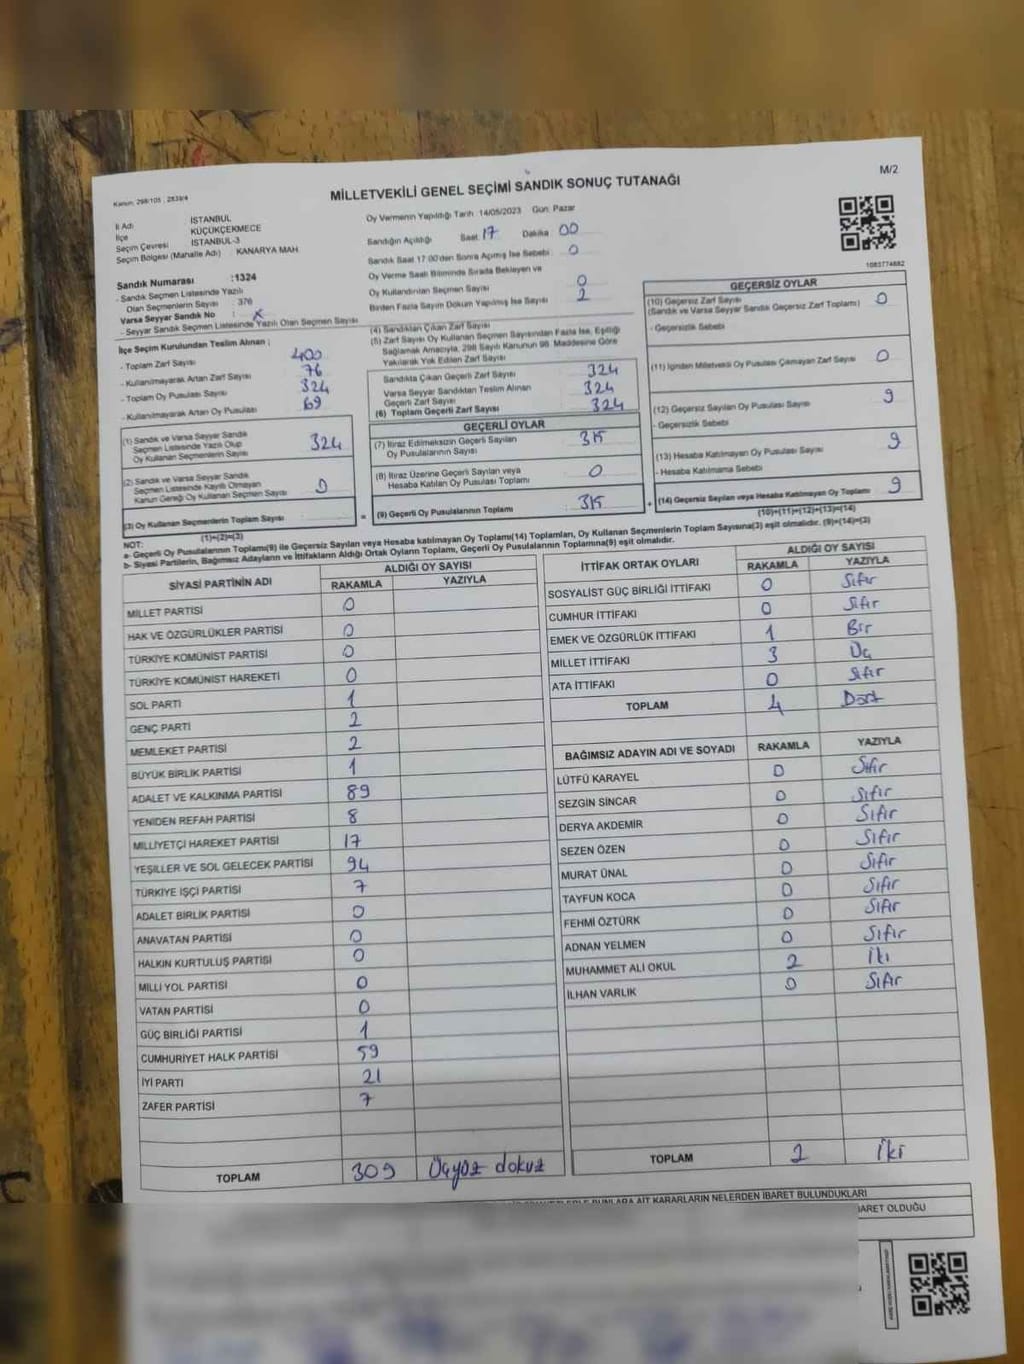 M/2
Kanun: 298/105 , 2839/4
MİLLETVEKİLİ GENEL SEÇİMİ SANDIK SONUÇ TUTANAĞI
İl Adı : İSTANBUL
İlçe : KÜÇÜKÇEKMECE
Seçim Çevresi : İSTANBUL-3
Seçim Bölgesi (Mahalle Adı) : KANARYA MAH.
Sandık Numarası :1324
- Sandık Seçmen Listesinde Yazılı
Olan Seçmenlerin Sayısı : 376
Varsa Seyyar Sandık No : X
- Seyyar Sandık Seçmen Listesinde Yazılı Olan Seçmen Sayısı
Oy Vermenin Yapıldığı Tarih: 14/05/2023 Gün: Pazar
Sandığın Açıldığı Saat 17 Dakika 00
Sandık Saat 17:00'den Sonra Açılmış İse Sebebi : 0
Oy Verme Saati Bitiminde Sırada Bekleyen ve
Oy Kullandırılan Seçmen Sayısı 0
Birden Fazla Sayım Döküm Yapılmış İse Sayısı 2
1083774882
İlçe Seçim Kurulundan Teslim Alınan :
- Toplam Zarf Sayısı 400
- Kullanılmayarak Artan Zarf Sayısı 76
- Toplam Oy Pusulası Sayısı 324
- Kullanılmayarak Artan Oy Pusulası 69
(1) Sandık ve Varsa Seyyar Sandık
Seçmen Listesinde Yazılı Olup
Oy Kullanan Seçmenlerin Sayısı 324
(2) Sandık ve Varsa Seyyar Sandık
Seçmen Listesinde Kayıtlı Olmayan
Kanun Gereği Oy Kullanan Seçmen Sayısı 0
(3) Oy Kullanan Seçmenlerin Toplam Sayısı
(1)+(2)=(3)
(4) Sandıktan Çıkan Zarf Sayısı
(5) Zarf Sayısı Oy Kullanan Seçmen Sayısından Fazla İse, Eşitliği
Sağlamak Amacıyla, 298 Sayılı Kanunun 98. Maddesine Göre
Yakılarak Yok Edilen Zarf Sayısı
Sandıkta Çıkan Geçerli Zarf Sayısı 324
Varsa Seyyar Sandıktan Teslim Alınan
Geçerli Zarf Sayısı 324
(6) Toplam Geçerli Zarf Sayısı 324
GEÇERLİ OYLAR
(7) İtiraz Edilmeksizin Geçerli Sayılan
Oy Pusulalarının Sayısı 315
(8) İtiraz Üzerine Geçerli Sayılan veya
Hesaba Katılan Oy Pusulası Toplamı 0
= (9) Geçerli Oy Pusulalarının Toplamı : 315
GEÇERSİZ OYLAR
(10) Geçersiz Zarf Sayısı
(Sandık ve Varsa Seyyar Sandık Geçersiz Zarf Toplamı) 0
- Geçersizlik Sebebi
(11) İçinden Milletvekili Oy Pusulası Çıkmayan Zarf Sayısı 0
(12) Geçersiz Sayılan Oy Pusulası Sayısı 9
- Geçersizlik Sebebi
(13) Hesaba Katılmayan Oy Pusulası Sayısı 9
- Hesaba Katılmama Sebebi
+ (14) Geçersiz Sayılan veya Hesaba Katılmayan Oy Toplamı 9
(10)+(11)+(12)+(13)=(14)
NOT:
a- Geçerli Oy Pusulalarının Toplamı(9) ile Geçersiz Sayılan veya Hesaba katılmayan Oy Toplamı(14) Toplamları, Oy Kullanan Seçmenlerin Toplam Sayısına(3) eşit olmalıdır. (9)+(14)=(3)
b- Siyasi Partilerin, Bağımsız Adayların ve İttifakların Aldığı Ortak Oyların Toplamı, Geçerli Oy Pusulalarının Toplamına(9) eşit olmalıdır.
SİYASİ PARTİNİN ADI ALDIĞI OY SAYISI
RAKAMLA YAZIYLA
MİLLET PARTİSİ 0
HAK VE ÖZGÜRLÜKLER PARTİSİ 0
TÜRKİYE KOMÜNİST PARTİSİ 0
TÜRKİYE KOMÜNİST HAREKETİ 0
SOL PARTİ 1
GENÇ PARTİ 2
MEMLEKET PARTİSİ 2
BÜYÜK BİRLİK PARTİSİ 1
ADALET VE KALKINMA PARTİSİ 89
YENİDEN REFAH PARTİSİ 8
MİLLİYETÇİ HAREKET PARTİSİ 17
YEŞİLLER VE SOL GELECEK PARTİSİ 94
TÜRKİYE İŞÇİ PARTİSİ 7
ADALET BİRLİK PARTİSİ 0
ANAVATAN PARTİSİ 0
HALKIN KURTULUŞ PARTİSİ 0
MİLLİ YOL PARTİSİ 0
VATAN PARTİSİ 0
GÜÇ BİRLİĞİ PARTİSİ 1
CUMHURİYET HALK PARTİSİ 59
İYİ PARTİ 21
ZAFER PARTİSİ 7
TOPLAM 309 Üçyüz dokuz
İTTİFAK ORTAK OYLARI ALDIĞI OY SAYISI
RAKAMLA YAZIYLA
SOSYALİST GÜÇ BİRLİĞİ İTTİFAKI 0 Sıfır
CUMHUR İTTİFAKI 0 Sıfır
EMEK VE ÖZGÜRLÜK İTTİFAKI 1 Bir
MİLLET İTTİFAKI 3 Üç
ATA İTTİFAKI 0 Sıfır
TOPLAM 4 Dört
BAĞIMSIZ ADAYIN ADI VE SOYADI RAKAMLA YAZIYLA
LÜTFÜ KARAYEL 0 Sıfır
SEZGİN SİNCAR 0 Sıfır
DERYA AKDEMİR 0 Sıfır
SEZEN ÖZEN 0 Sıfır
MURAT ÜNAL 0 Sıfır
TAYFUN KOCA 0 Sıfır
FEHMİ ÖZTÜRK 0 Sıfır
ADNAN YELMEN 0 Sıfır
MUHAMMET ALİ OKUL 2 İki
İLHAN VARLIK 0 Sıfır
TOPLAM 2 İki
BUNLARA AİT KARARLARIN NELERDEN İBARET BULUNDUKLARI
İBARET OLDUĞU